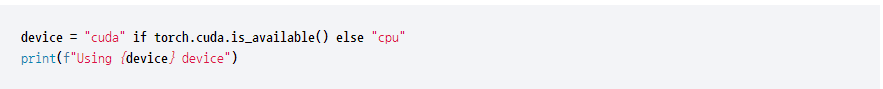 device = "cuda" if torch.cuda.is_available() else "cpu"
print(f"Using {device} device")